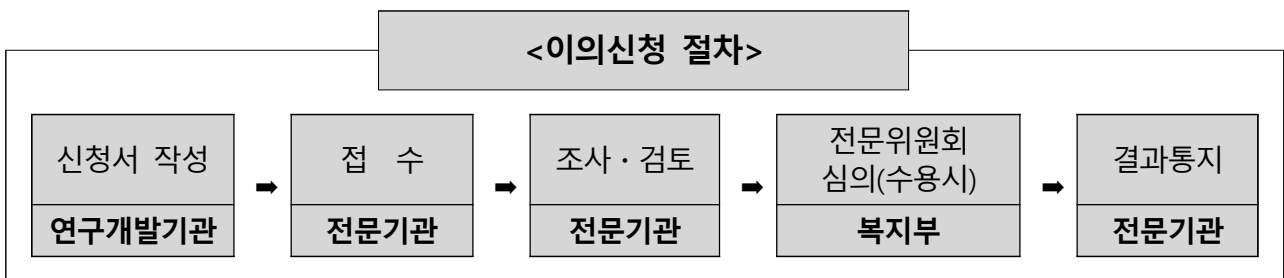 <이의신청 절차>
신청서 작성
연구개발기관
➡
접 수
전문기관
➡
조사·검토
전문기관
➡
전문위원회
심의(수용시)
복지부
➡
결과통지
전문기관